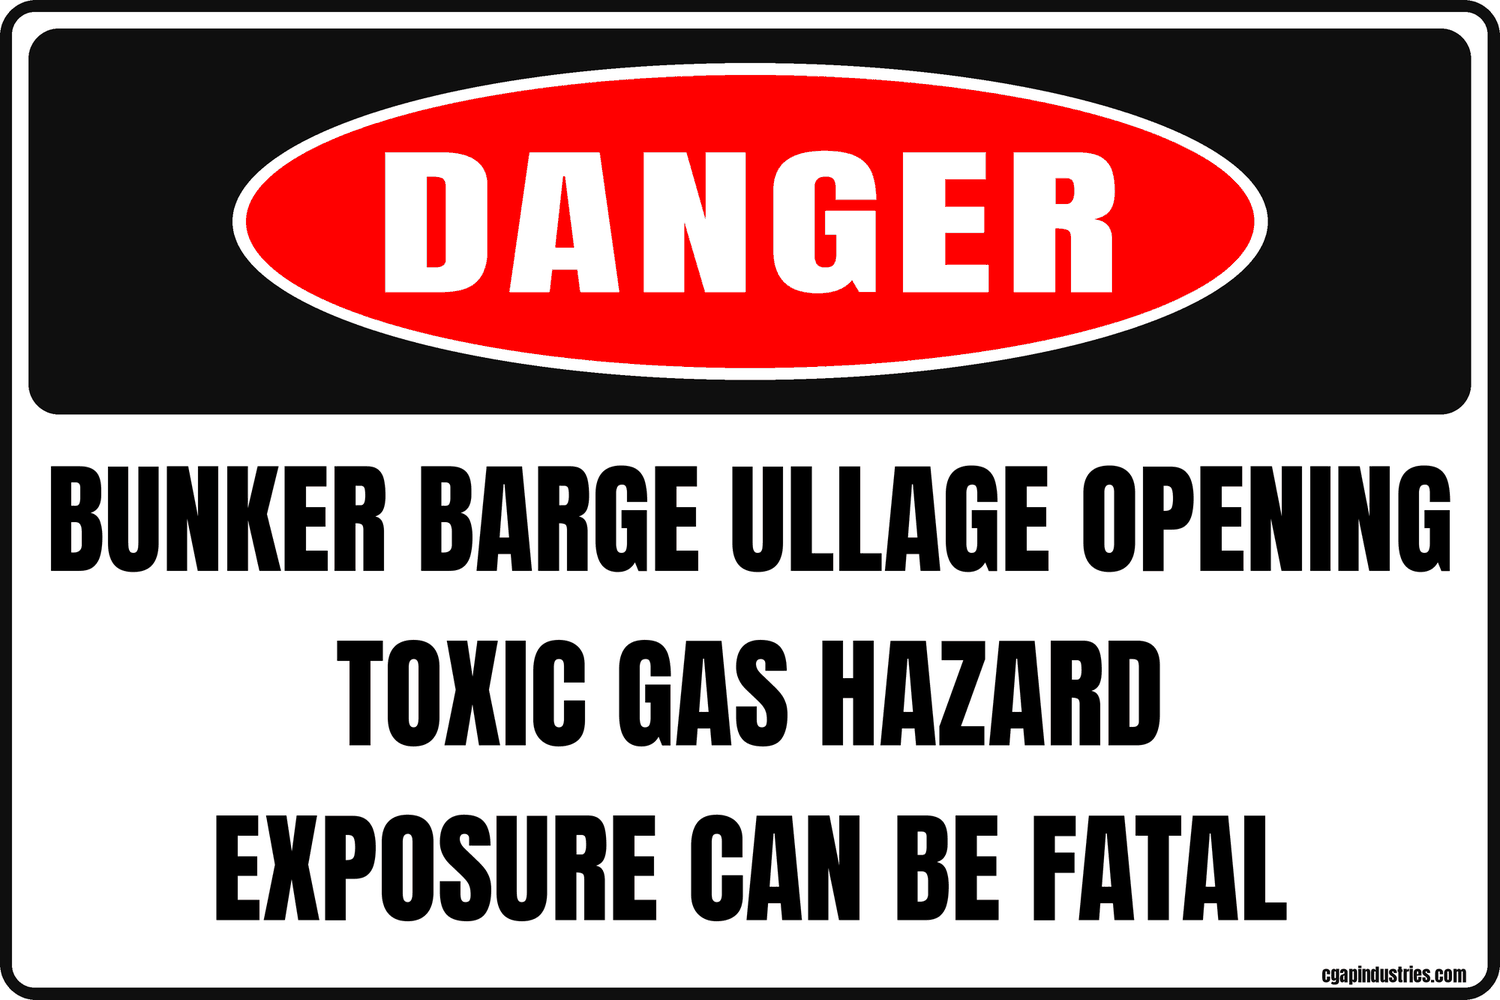 DANGER
BUNKER BARGE ULLAGE OPENING
TOXIC GAS HAZARD
EXPOSURE CAN BE FATAL
cgapindustries.com